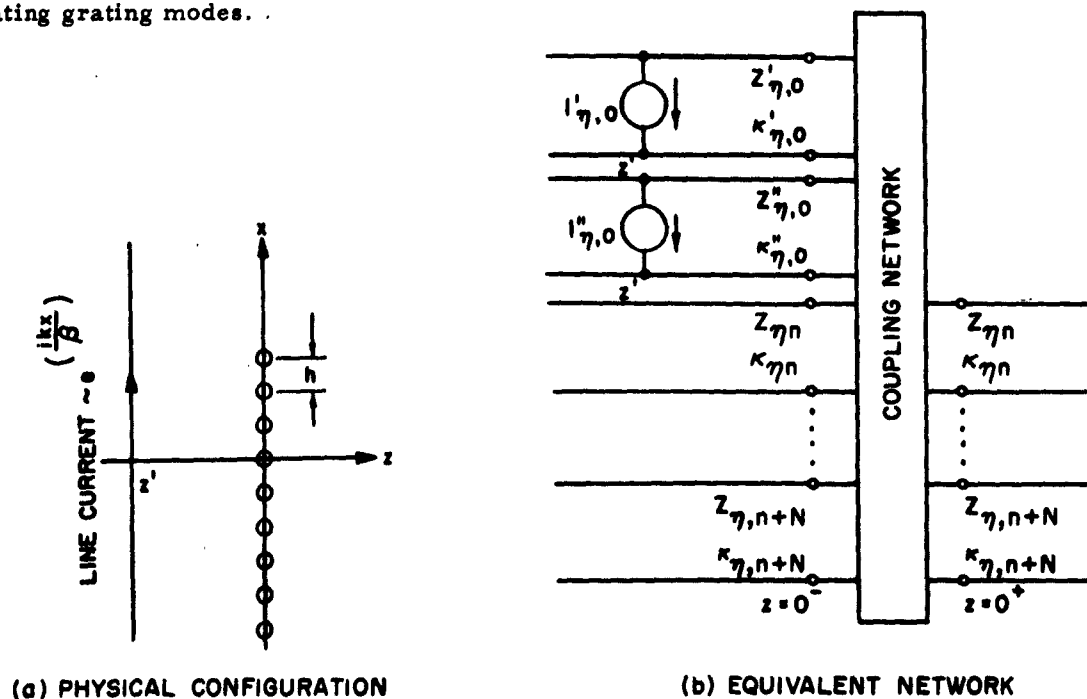 ating grating modes.
(a) PHYSICAL CONFIGURATION
LINE CURRENT ~e (ikx/β)
z'
x
h
z
(b) EQUIVALENT NETWORK
I'η,0
Z'η,0
κ'η,0
z'
I"η,0
Z"η,0
κ"η,0
z'
Zηn
κηn
Zη,n+N
κη,n+N
z=0⁻
COUPLING NETWORK
Zηn
κηn
Zη,n+N
κη,n+N
z=0⁺